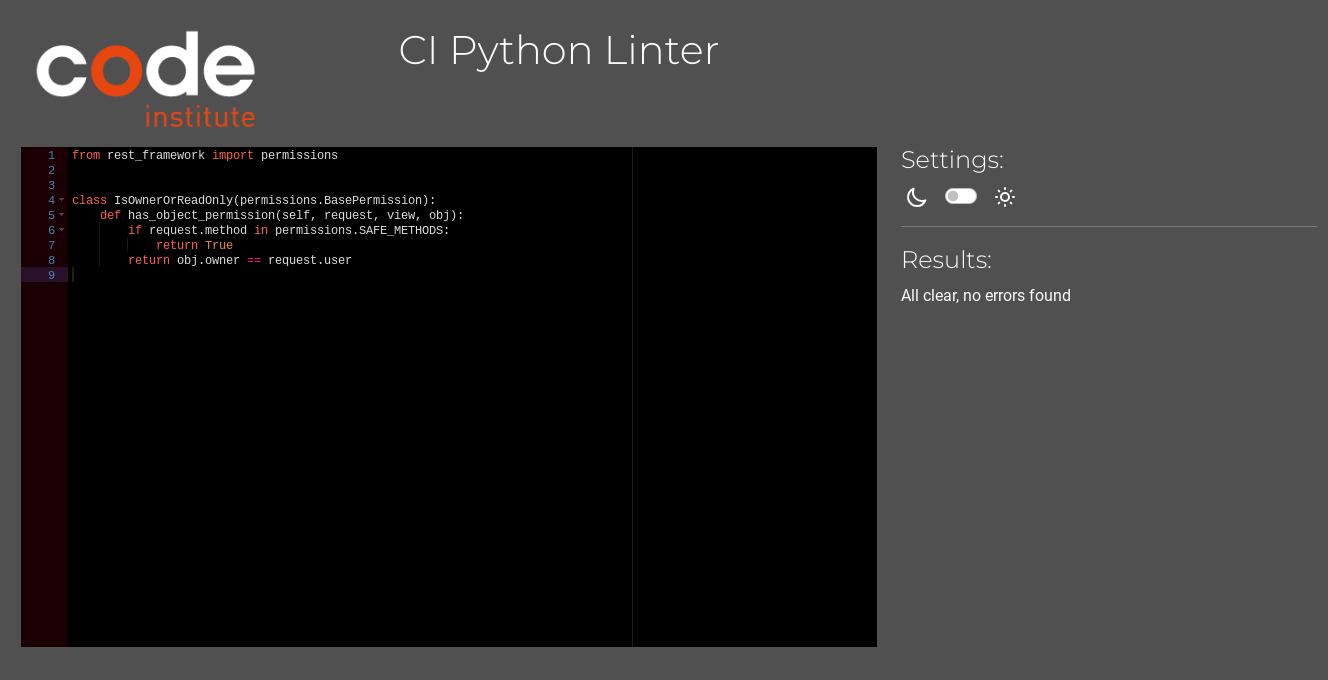 code
institute
CI Python Linter
1 from rest_framework import permissions
2
3
4 class IsOwnerOrReadOnly(permissions.BasePermission):
5     def has_object_permission(self, request, view, obj):
6         if request.method in permissions.SAFE_METHODS:
7             return True
8         return obj.owner == request.user
9
Settings:
Results:
All clear, no errors found